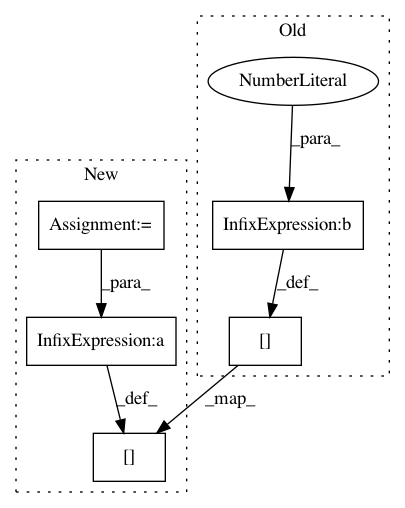 Old
NumberLiteral
_para_
New
Assignment:=
InfixExpression:b
_para_
_def_
InfixExpression:a
[]
_def_
_map_
[]